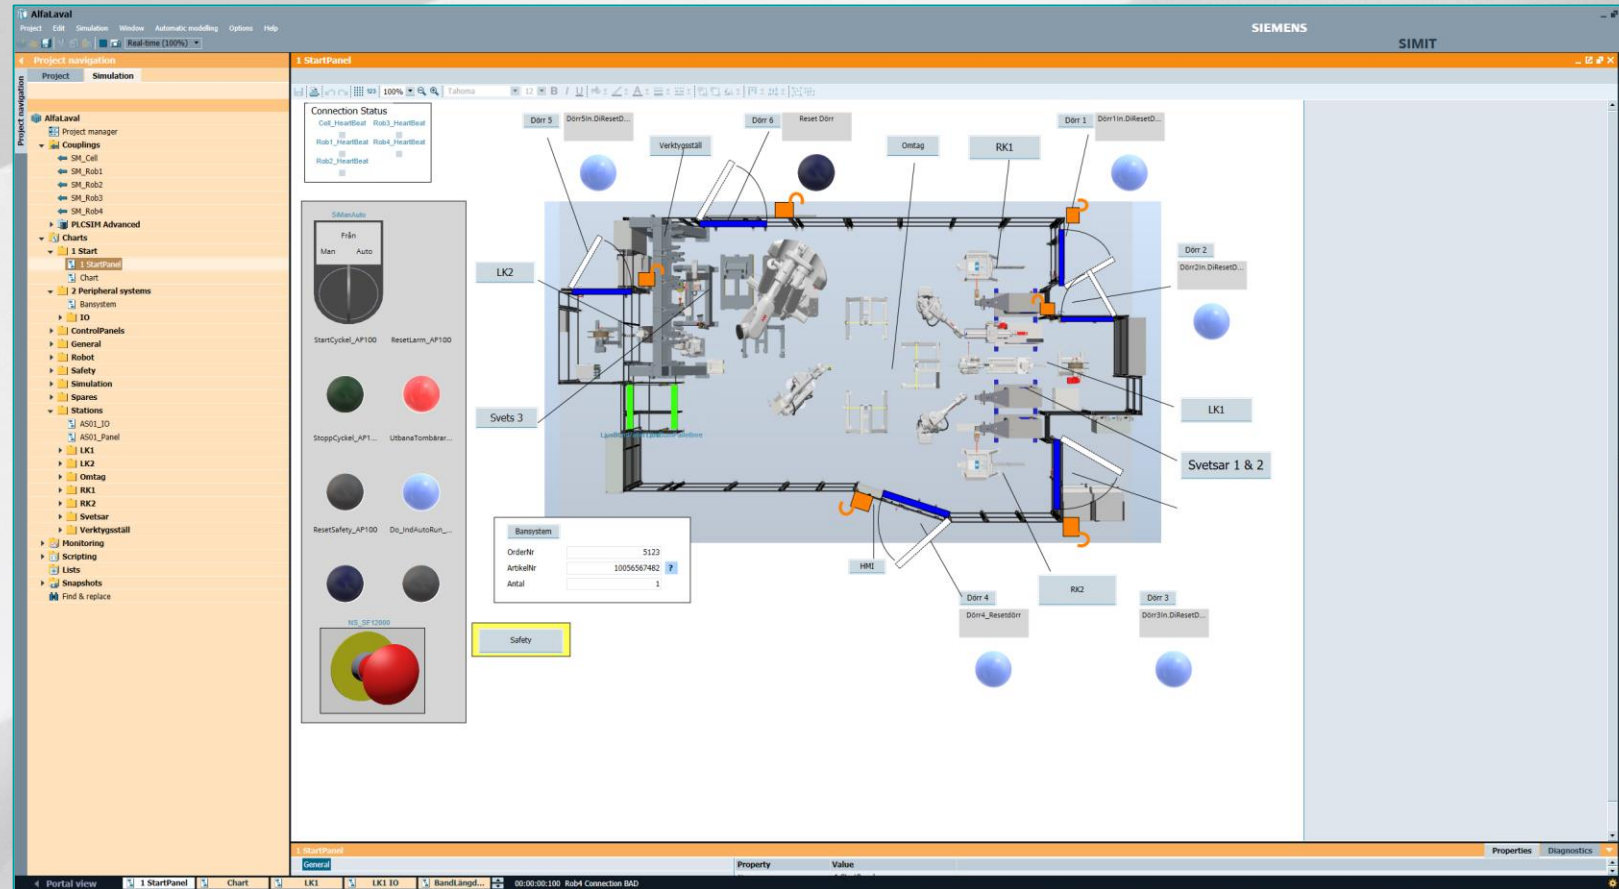 AlfaLaval
Project Edit Simulation Window Automatic modelling Options Help
SIEMENS
Real-time (100%)
SIMIT
Project navigation
Project Simulation
Project navigation
AlfaLaval
Project manager
Couplings
SM_Cell
SM_Rob1
SM_Rob2
SM_Rob3
SM_Rob4
PLCSIM Advanced
Charts
1 Start
1 StartPanel
Chart
2 Peripheral systems
Bansystem
IO
ControlPanels
General
Robot
Safety
Simulation
Spares
Stations
AS01_IO
AS01_Panel
LK1
LK2
Omtag
RK1
RK2
Svetsar
Verktygsställ
Monitoring
Scripting
Lists
Snapshots
Find & replace
1 StartPanel
100% Tahoma 12 B I U
Connection Status
Cell_HeartBeat Rob3_HeartBeat
Rob1_HeartBeat Rob4_HeartBeat
Rob2_HeartBeat
SiManAuto
Från
Man Auto
StartCyckel_AP100 ResetLarm_AP100
StoppCyckel_AP1... UtbanaTombärar...
ResetSafety_AP100 Do_IndAutoRun_...
NS_SF12000
Dörr 5 Dörr5In.DiResetD...
Verktygsställ
Dörr 6 Reset Dörr
Omtag
RK1
Dörr 1 Dörr1In.DiResetD...
Dörr 2
Dörr2In.DiResetD...
LK2
Svets 3
LK1
Svetsar 1 & 2
Bansystem
OrderNr 5123
ArtikelNr 10056567482 ?
Antal 1
Safety
HMI
RK2
Dörr 4
Dörr4_Resetdörr
Dörr 3
Dörr3In.DiResetD...
1 StartPanel
Properties Diagnostics
General
Property Value
Portal view 1 StartPanel Chart LK1 LK1 IO BandLängd... 00:00:00:100 Rob4 Connection BAD